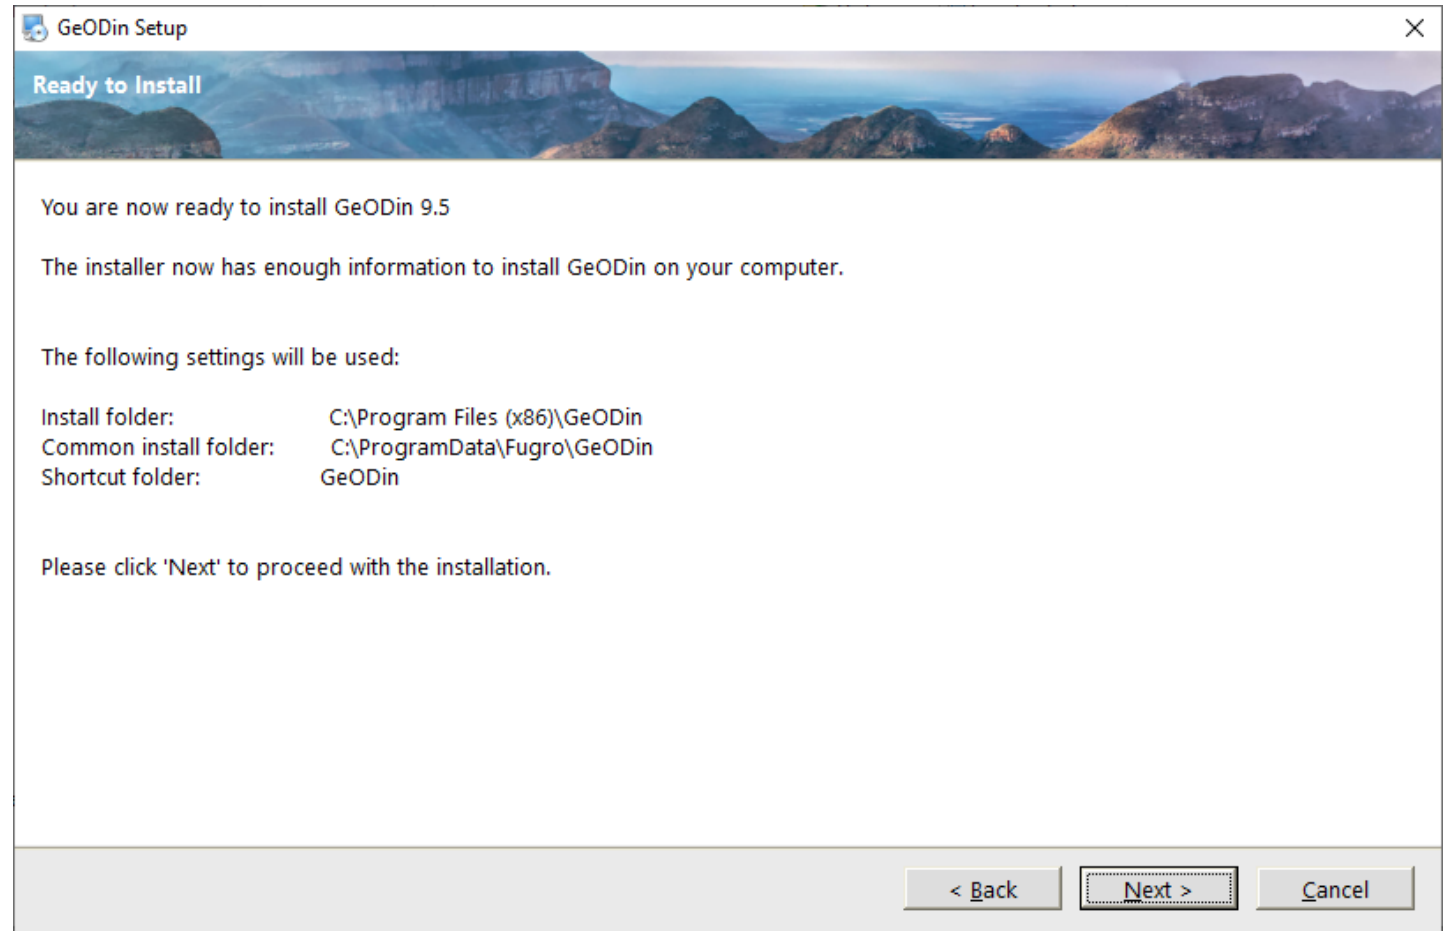 GeODin Setup
Ready to Install
You are now ready to install GeODin 9.5
The installer now has enough information to install GeODin on your computer.
The following settings will be used:
Install folder: C:\Program Files (x86)\GeODin
Common install folder: C:\ProgramData\Fugro\GeODin
Shortcut folder: GeODin
Please click 'Next' to proceed with the installation.
< Back Next > Cancel